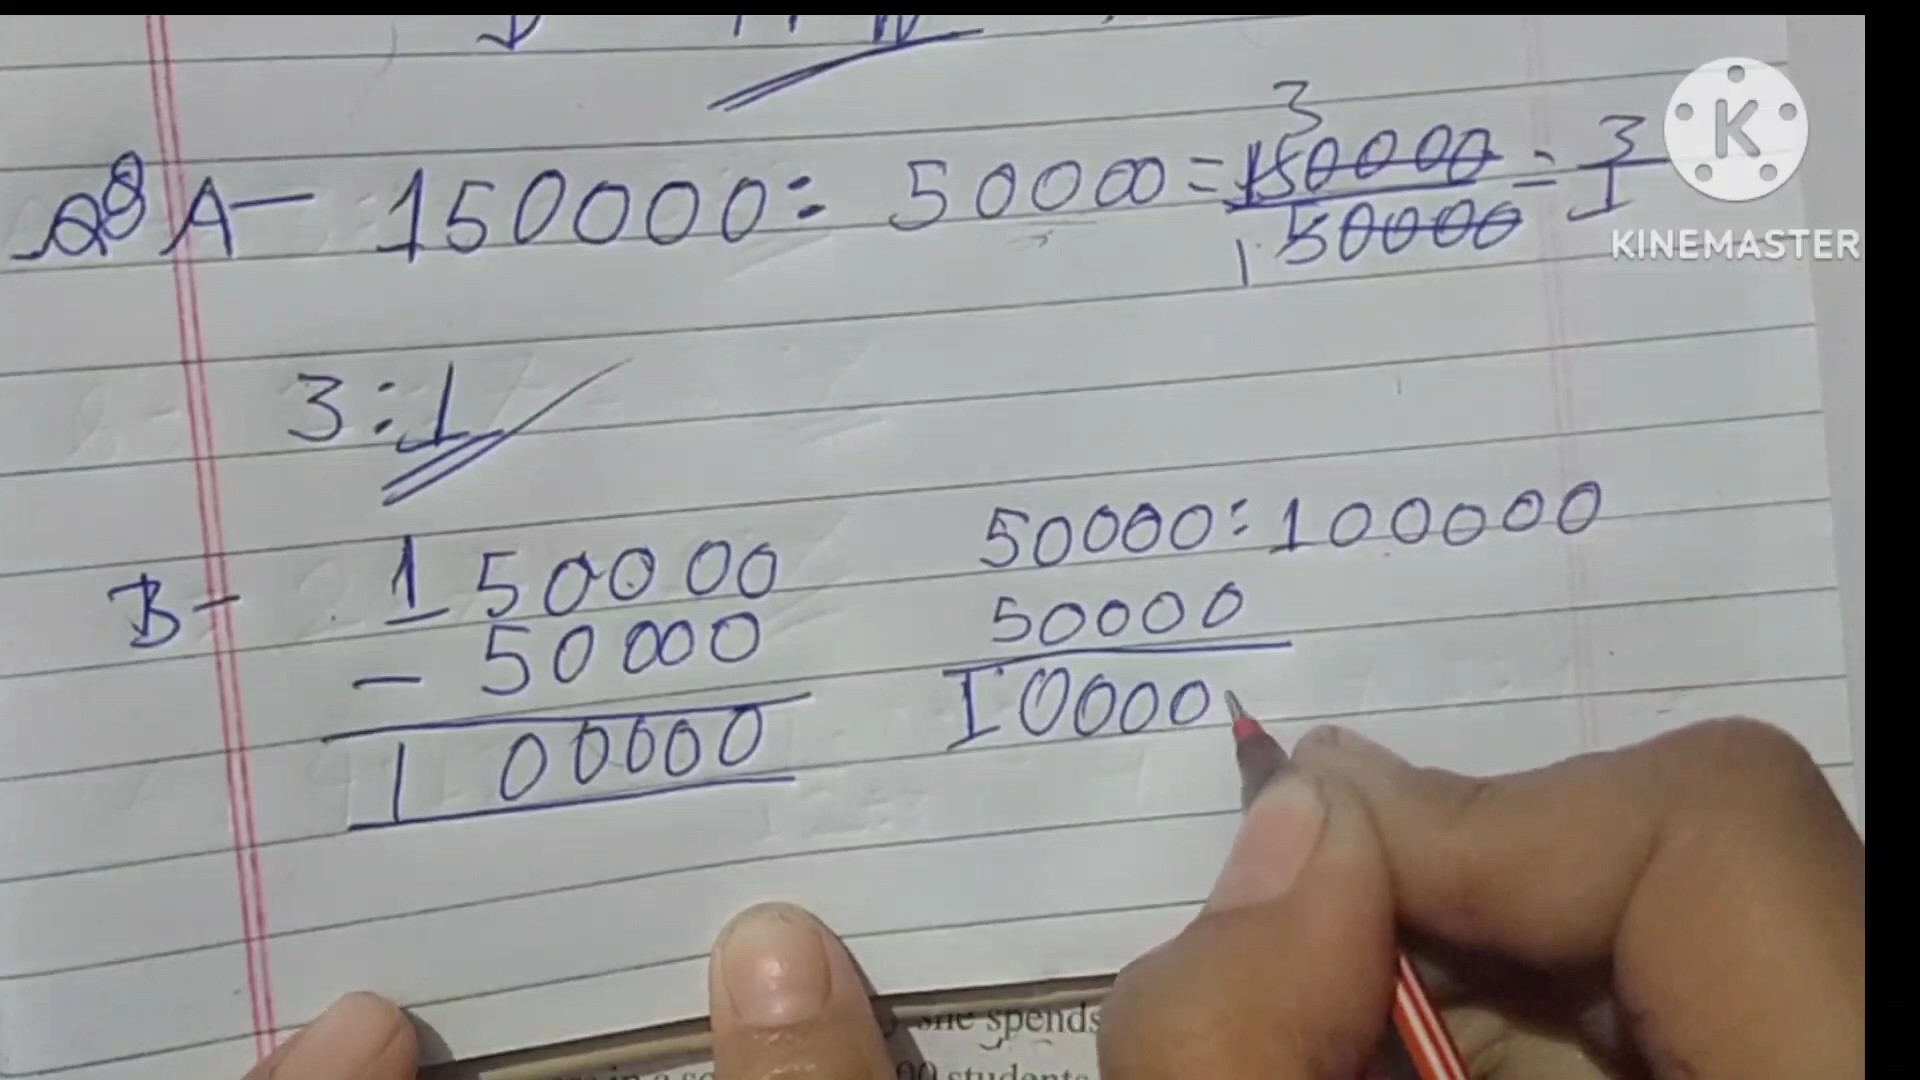 Q8 A- 150000: 50000 = 150000/50000 = 3/1
3
1
K
KINEMASTER
3:1
B- 150000
- 50000
100000
50000:100000
50000
10000
she spends
00 students